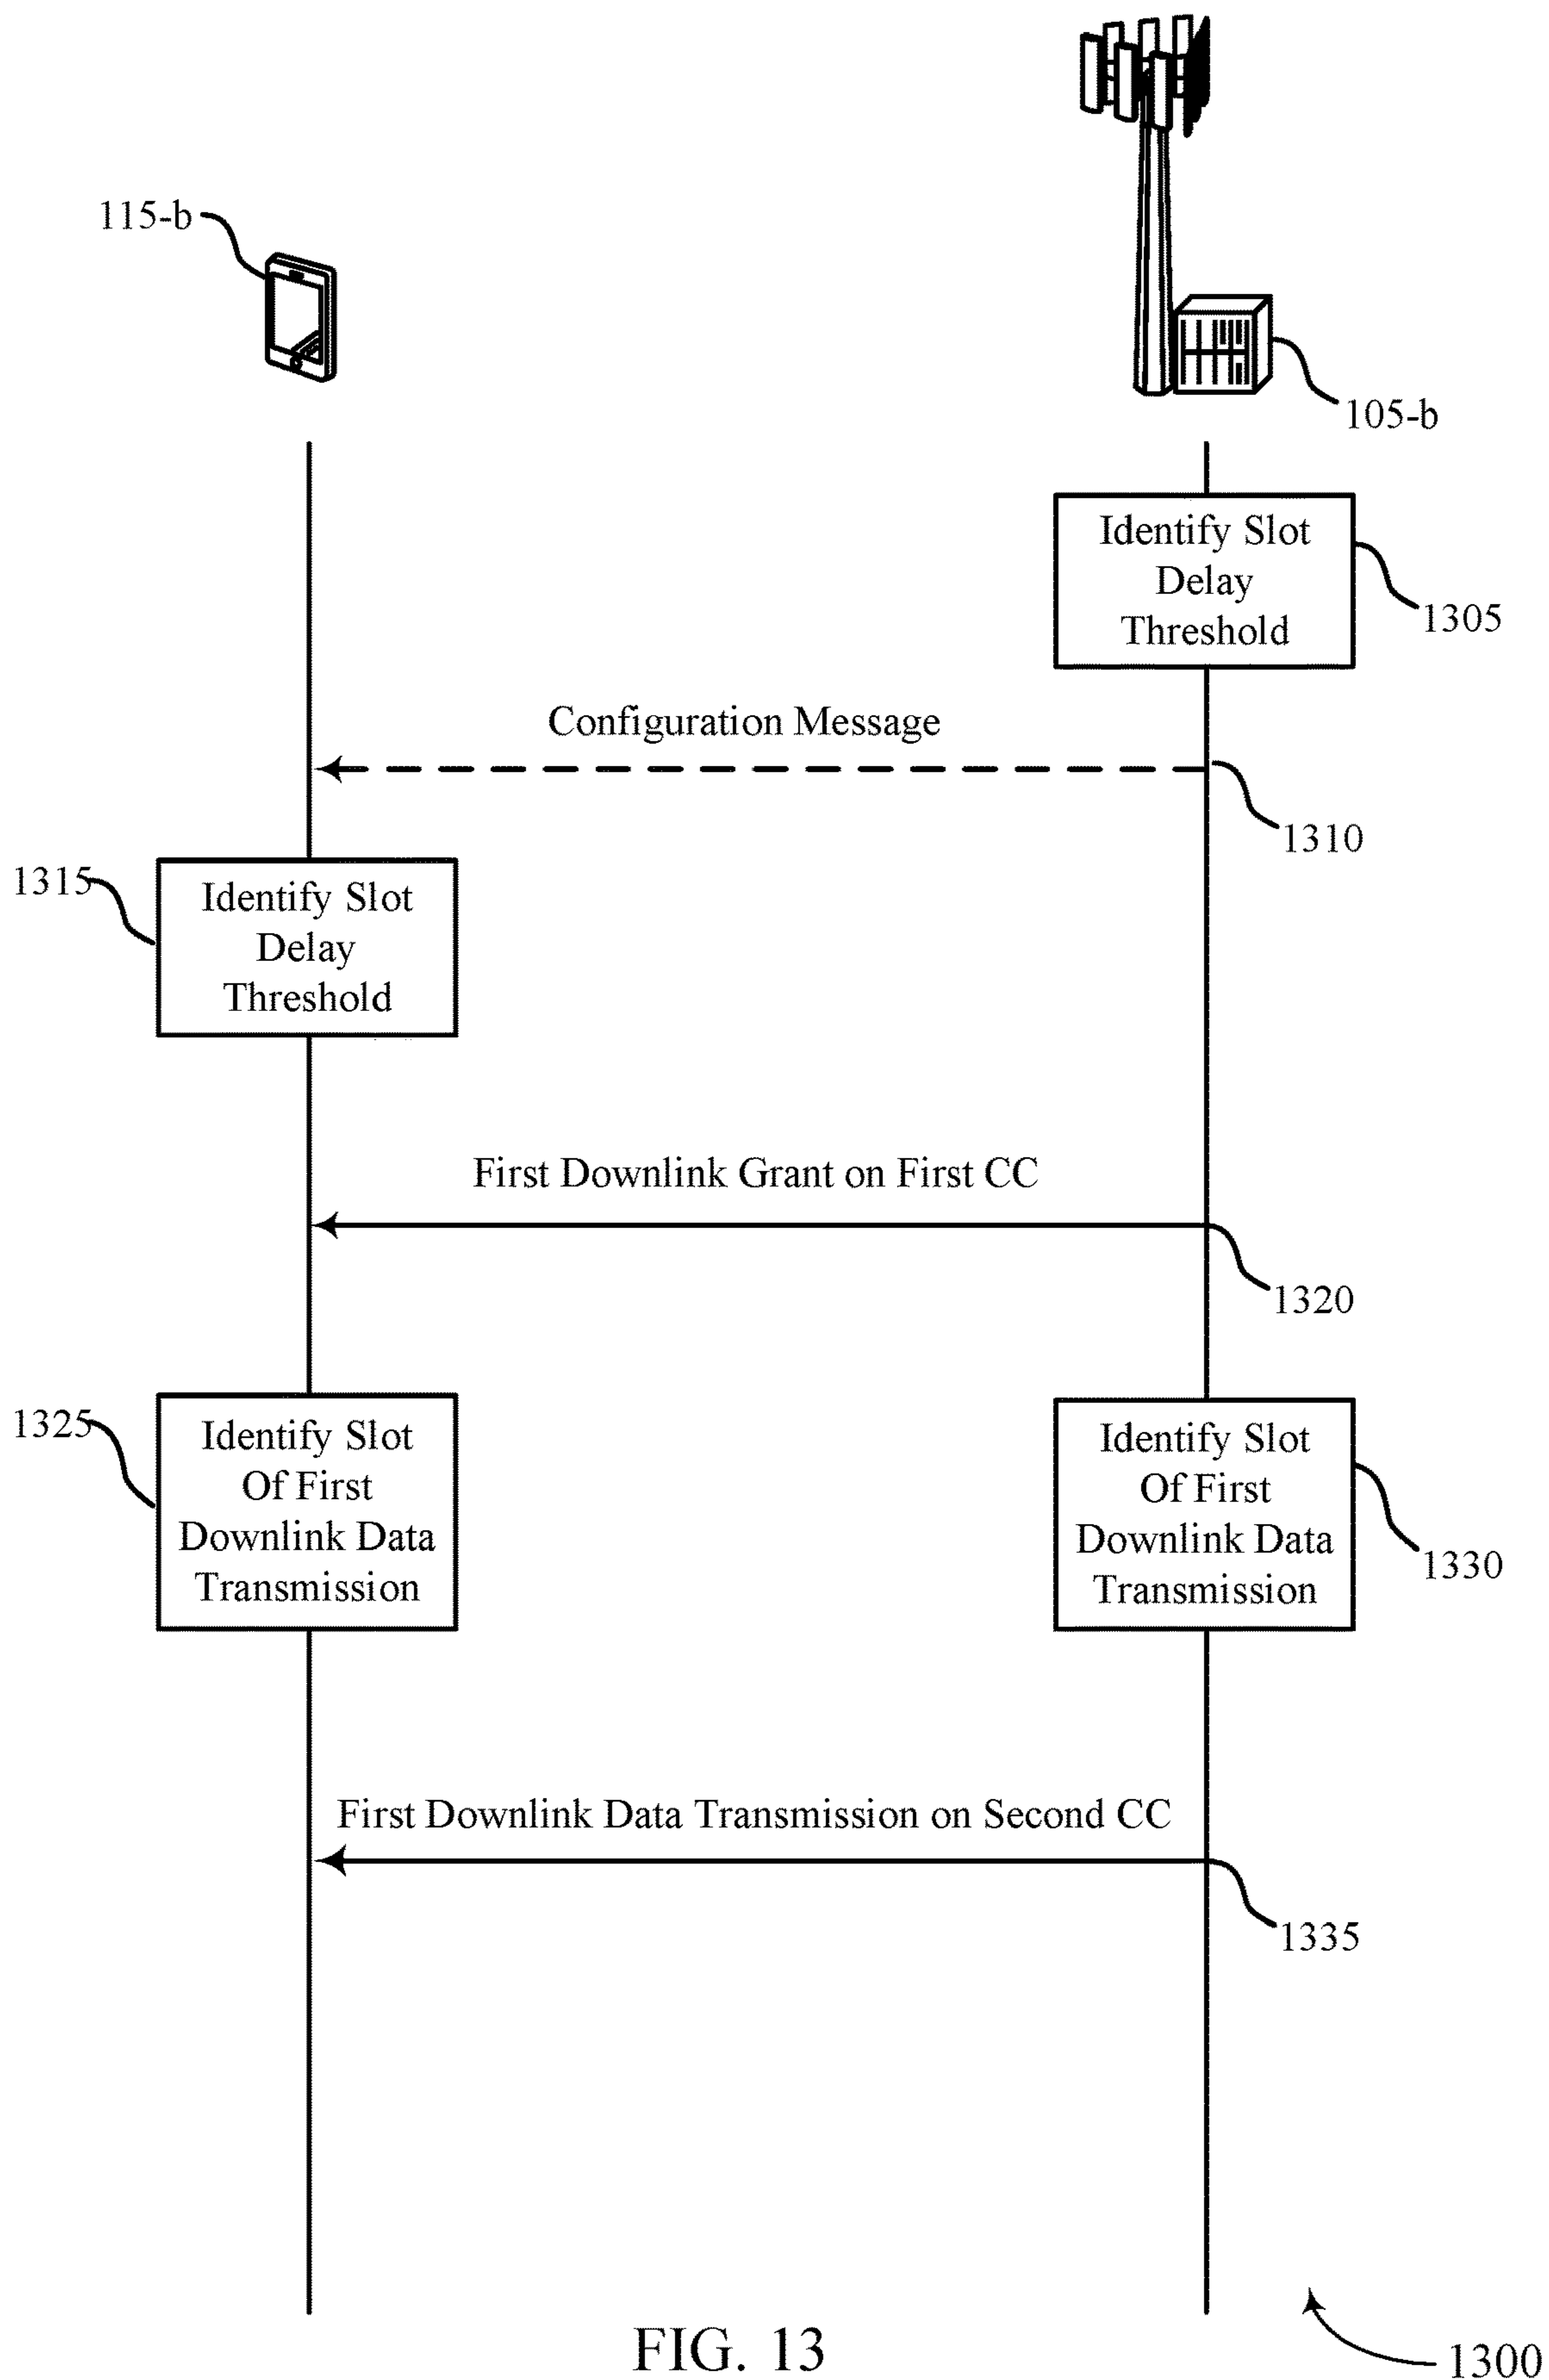 115-b
105-b
Identify Slot
Delay
Threshold
1305
Configuration Message
1310
1315
Identify Slot
Delay
Threshold
First Downlink Grant on First CC
1320
1325
Identify Slot
Of First
Downlink Data
Transmission
Identify Slot
Of First
Downlink Data
Transmission
1330
First Downlink Data Transmission on Second CC
1335
FIG. 13
1300